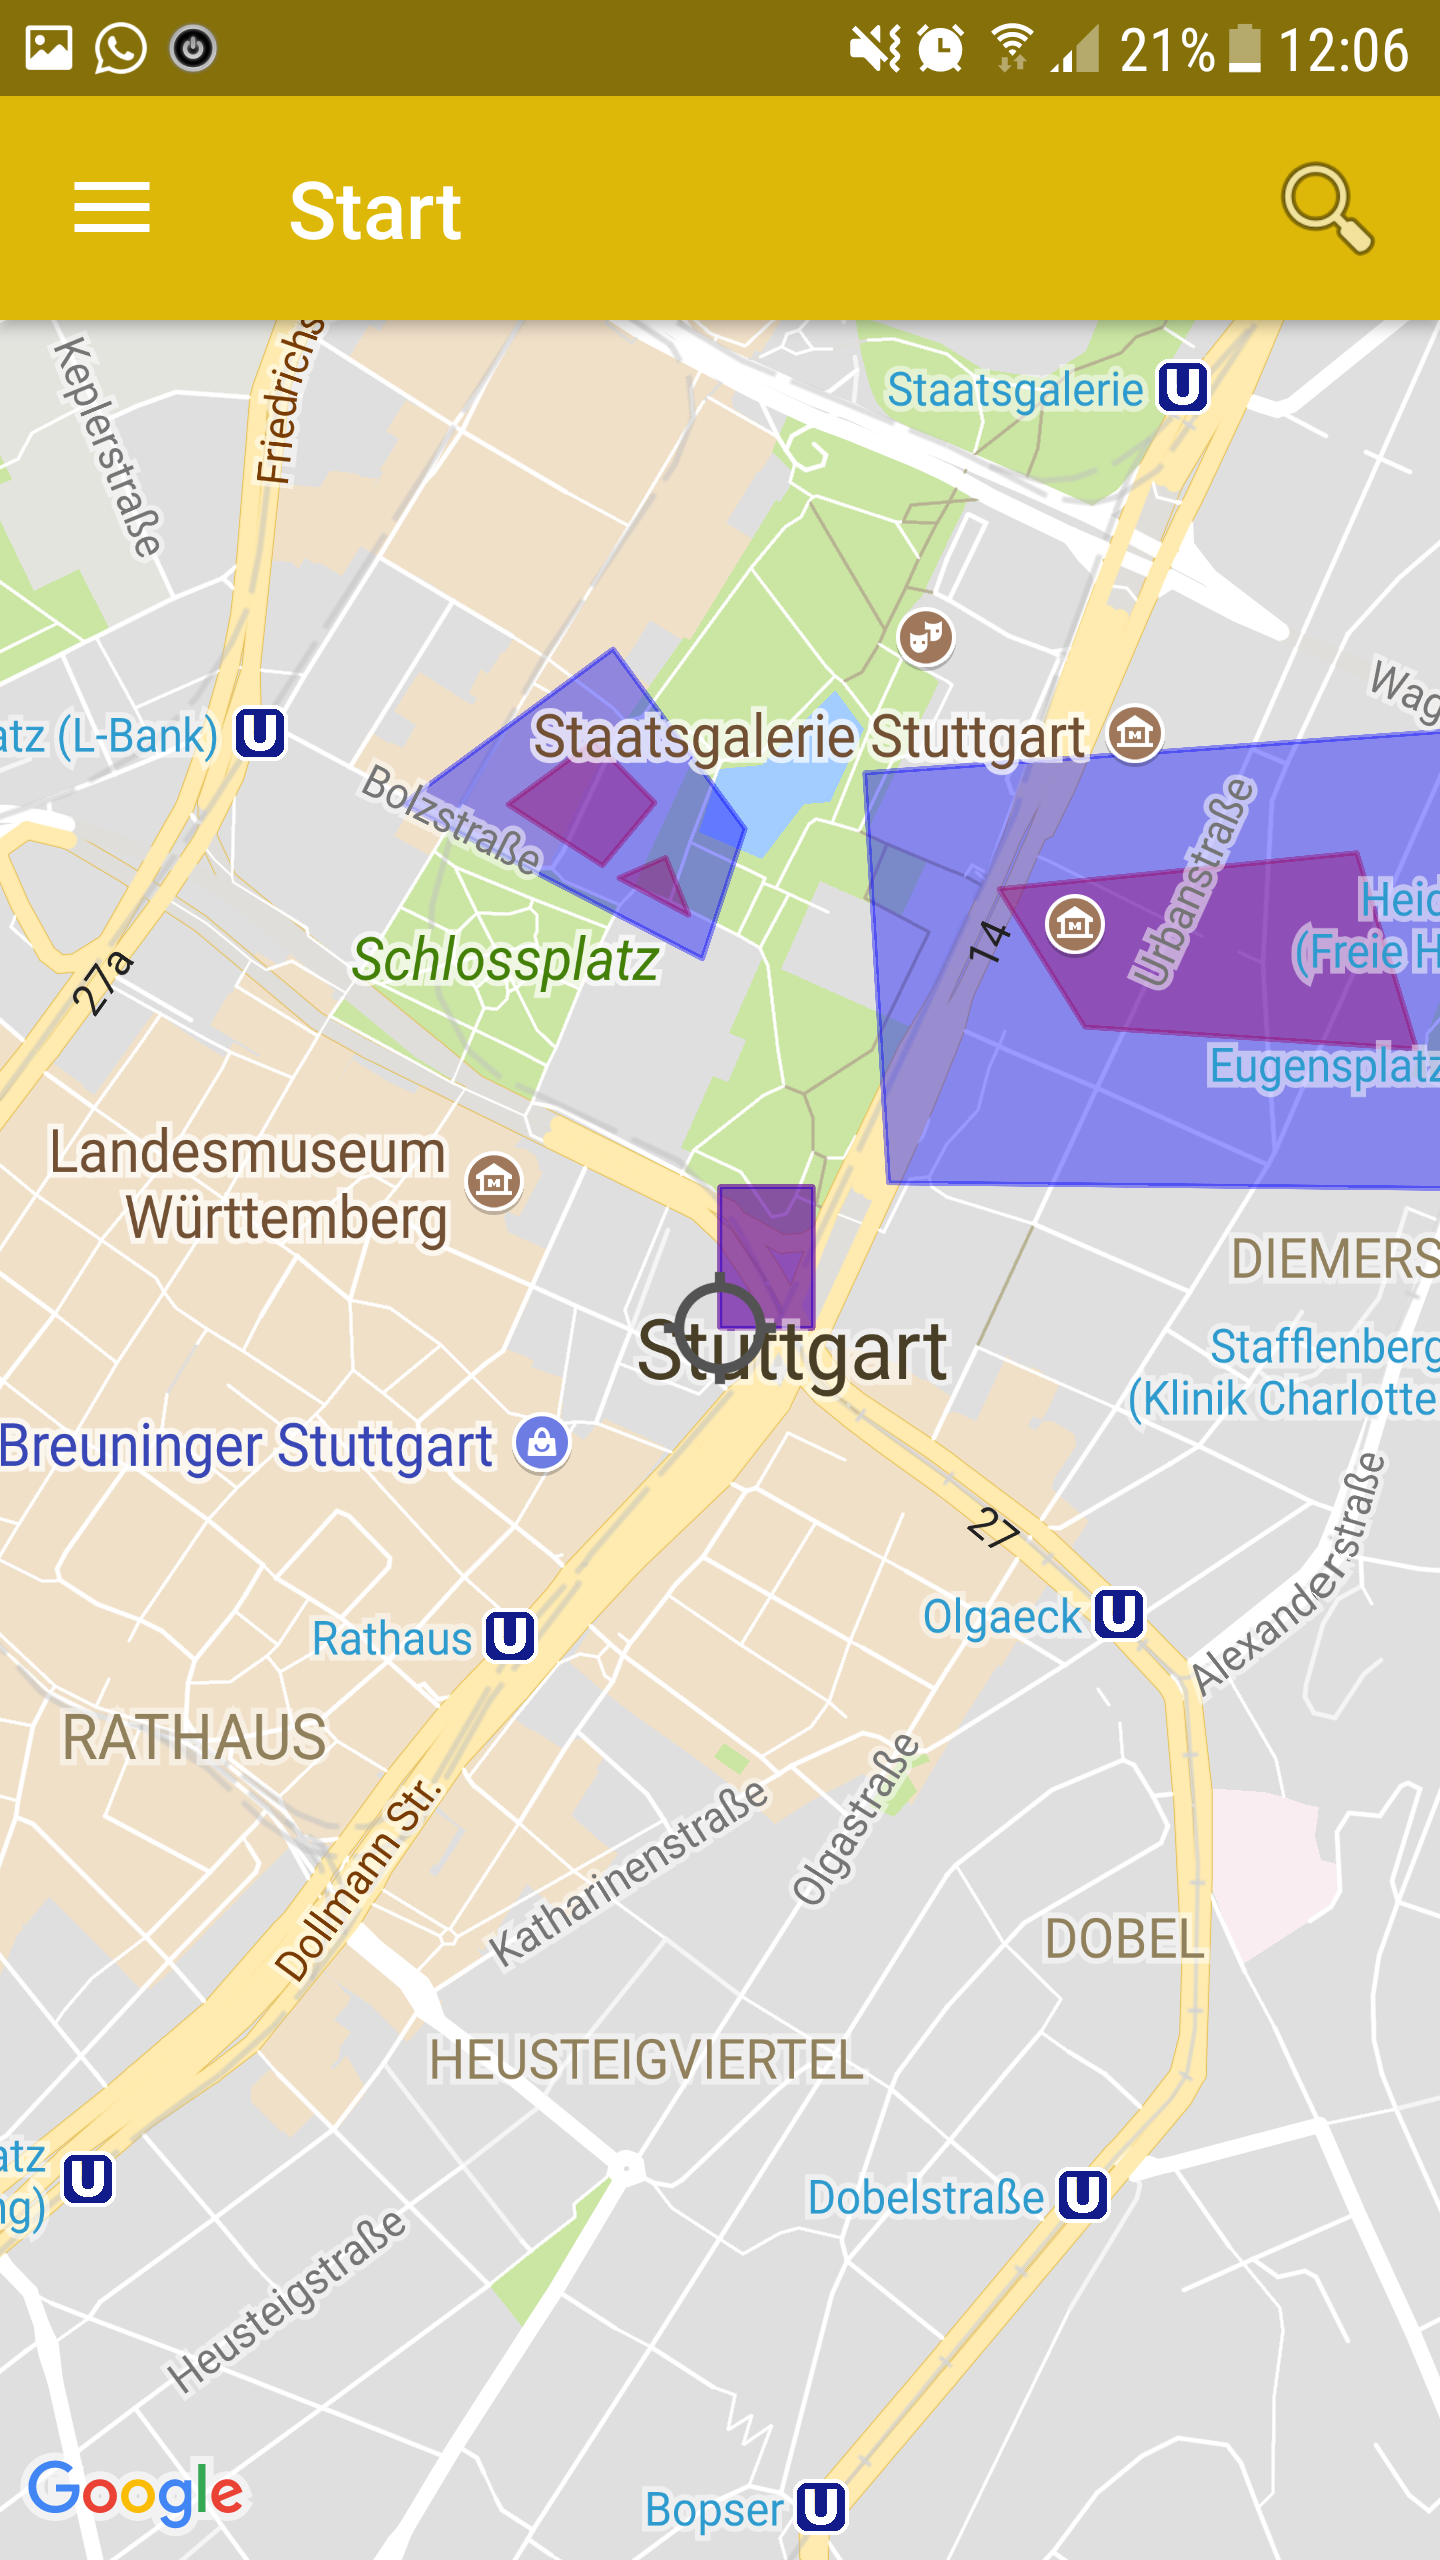 21% 12:06
Start
Keplerstraße
Friedrichs
Staatsgalerie U
atz (L-Bank) U
Wag
Staatsgalerie Stuttgart
Bolzstraße
Urbanstraße
Heid
(Freie H
14
Schlossplatz
27a
Eugensplatz
Landesmuseum
Württemberg
DIEMERS
Stuttgart
Stafflenberg
(Klinik Charlotte
Breuninger Stuttgart
Alexanderstraße
27
Olgaeck U
Rathaus U
RATHAUS
Olgastraße
Dollmann Str.
Katharinenstraße
DOBEL
HEUSTEIGVIERTEL
atz
ng) U
Dobelstraße U
Heusteigstraße
Google
Bopser U